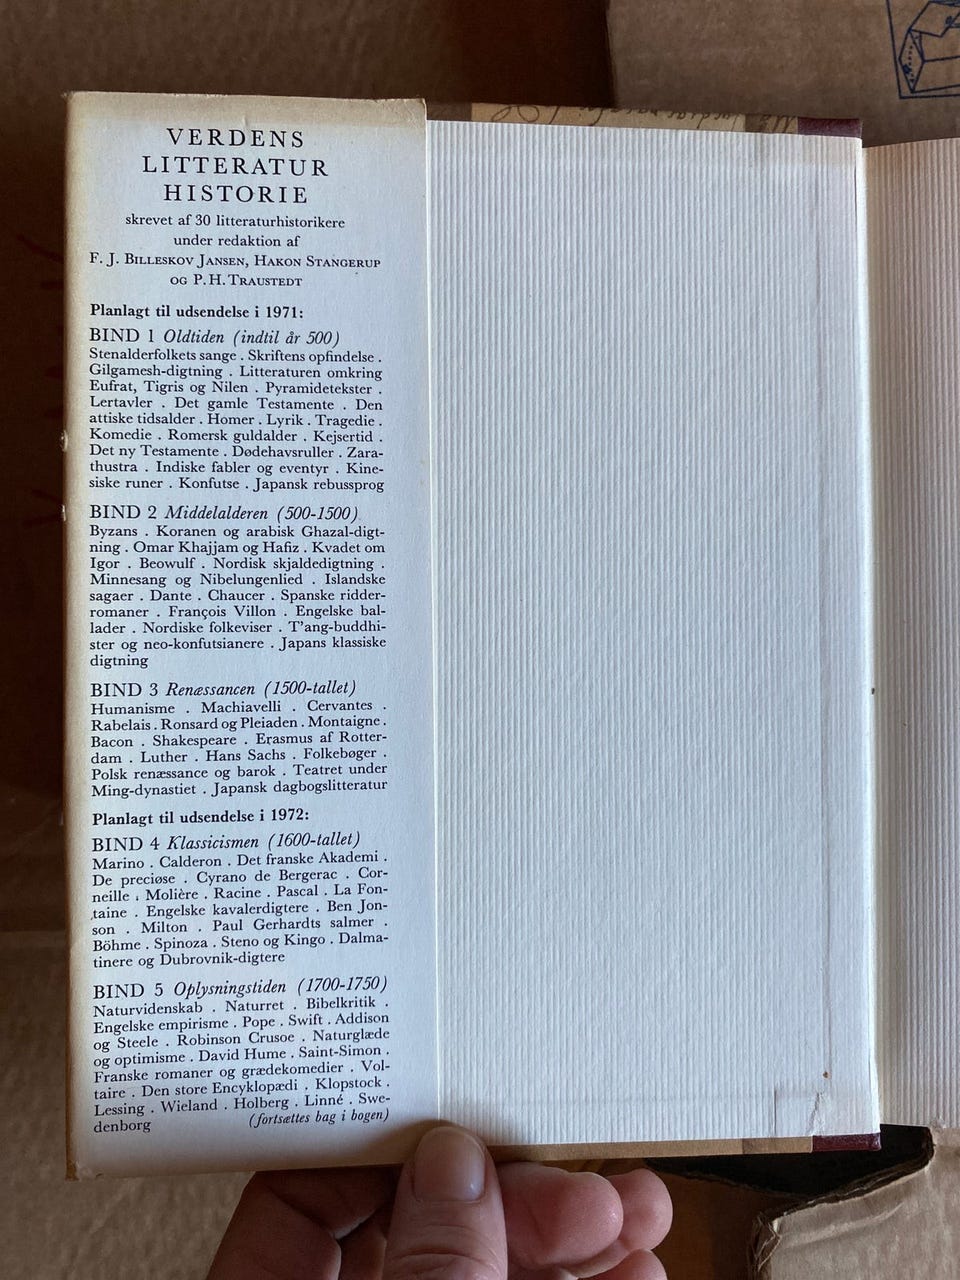 VERDENS
LITTERATUR
HISTORIE
skrevet af 30 litteraturhistorikere
under redaktion af
F. J. BILLESKOV JANSEN, HAKON STANGERUP
OG P. H. TRAUSTEDT
Planlagt til udsendelse i 1971:
BIND 1 Oldtiden (indtil år 500)
Stenalderfolkets sange . Skriftens opfindelse .
Gilgamesh-digtning . Litteraturen omkring
Eufrat, Tigris og Nilen . Pyramidetekster .
Lertavler . Det gamle Testamente . Den
attiske tidsalder . Homer . Lyrik . Tragedie .
Komedie . Romersk guldalder . Kejsertid .
Det ny Testamente . Dødehavsruller . Zara-
thustra . Indiske fabler og eventyr . Kine-
siske runer . Konfutse . Japansk rebussprog
BIND 2 Middelalderen (500-1500)
Byzans . Koranen og arabisk Ghazal-digt-
ning . Omar Khajjam og Hafiz . Kvadet om
Igor . Beowulf . Nordisk skjaldedigtning .
Minnesang og Nibelungenlied . Islandske
sagaer . Dante . Chaucer . Spanske ridder-
romaner . François Villon . Engelske bal-
lader . Nordiske folkeviser . T'ang-buddhi-
ster og neo-konfutsianere . Japans klassiske
digtning
BIND 3 Renæssancen (1500-tallet)
Humanisme . Machiavelli . Cervantes .
Rabelais . Ronsard og Pleiaden . Montaigne .
Bacon . Shakespeare . Erasmus af Rotter-
dam . Luther . Hans Sachs . Folkebøger .
Polsk renæssance og barok . Teatret under
Ming-dynastiet . Japansk dagbogslitteratur
Planlagt til udsendelse i 1972:
BIND 4 Klassicismen (1600-tallet)
Marino . Calderon . Det franske Akademi .
De preciøse . Cyrano de Bergerac . Cor-
neille . Molière . Racine . Pascal . La Fon-
taine . Engelske kavalerdigtere . Ben Jon-
son . Milton . Paul Gerhardts salmer .
Böhme . Spinoza . Steno og Kingo . Dalma-
tinere og Dubrovnik-digtere
BIND 5 Oplysningstiden (1700-1750)
Naturvidenskab . Naturret . Bibelkritik .
Engelske empirisme . Pope . Swift . Addison
og Steele . Robinson Crusoe . Naturglæde
og optimisme . David Hume . Saint-Simon .
Franske romaner og grædekomedier . Vol-
taire . Den store Encyklopædi . Klopstock .
Lessing . Wieland . Holberg . Linné . Swe-
denborg (fortsættes bag i bogen)